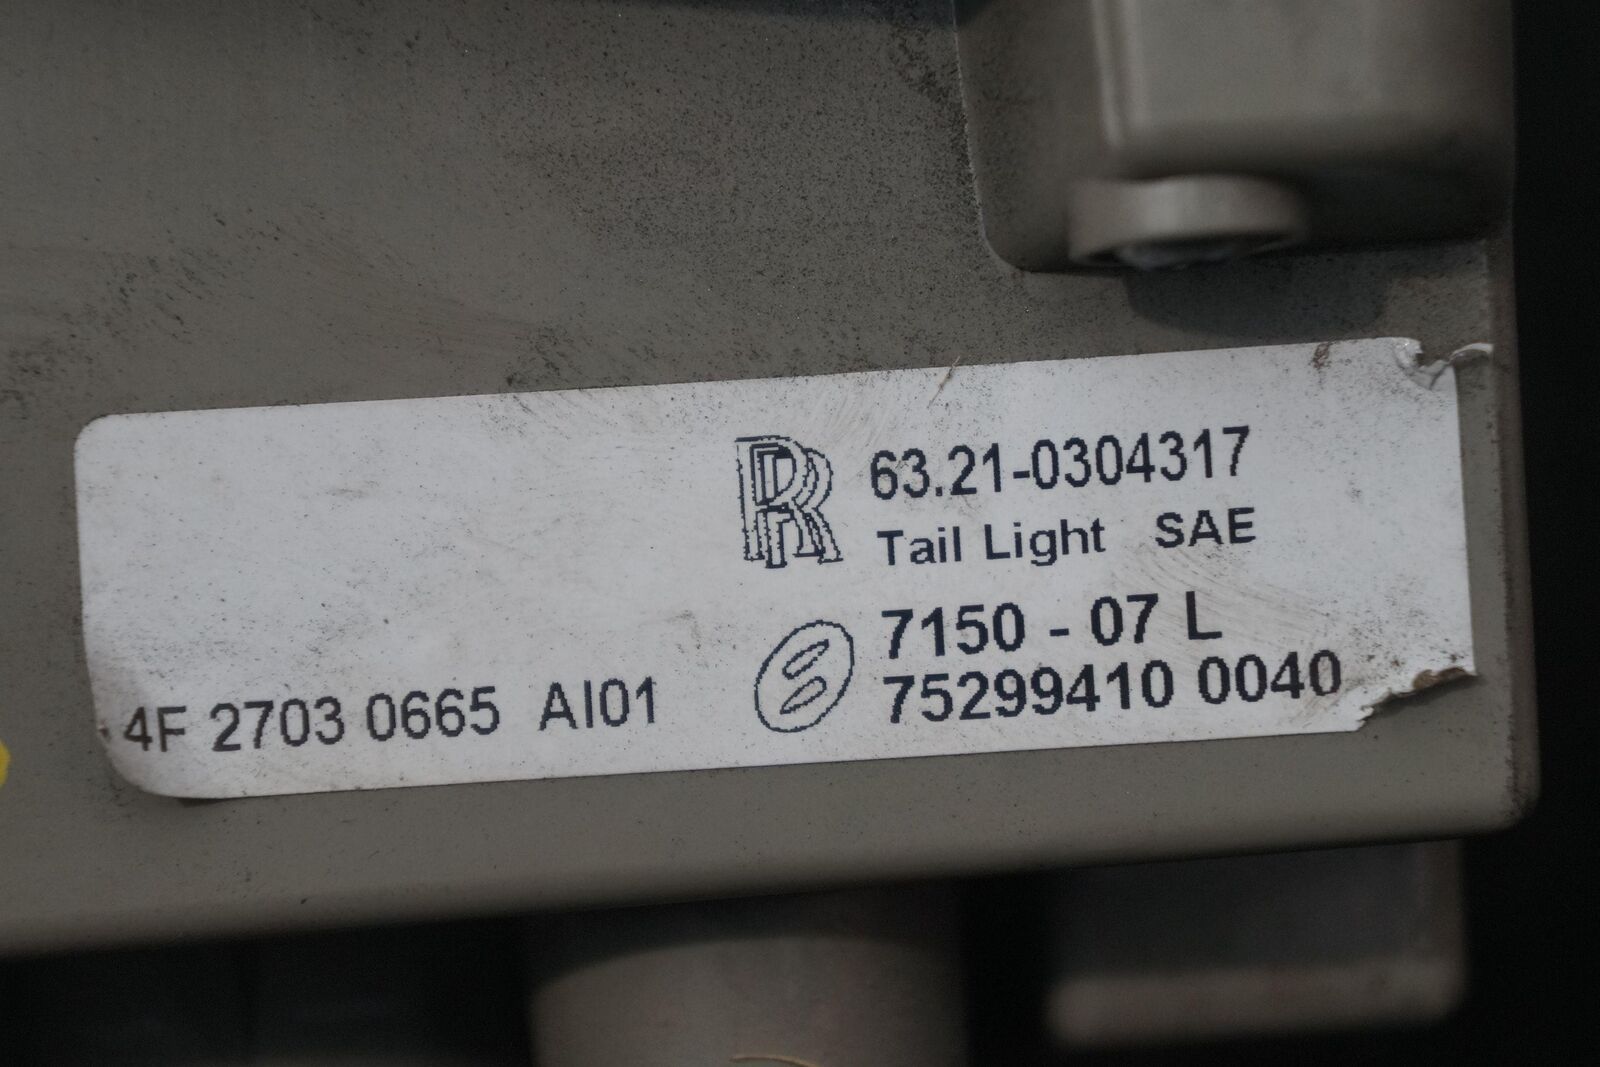 RR 63.21-0304317
Tail Light SAE
7150 - 07 L
4F 2703 0665 AI01 75299410 0040